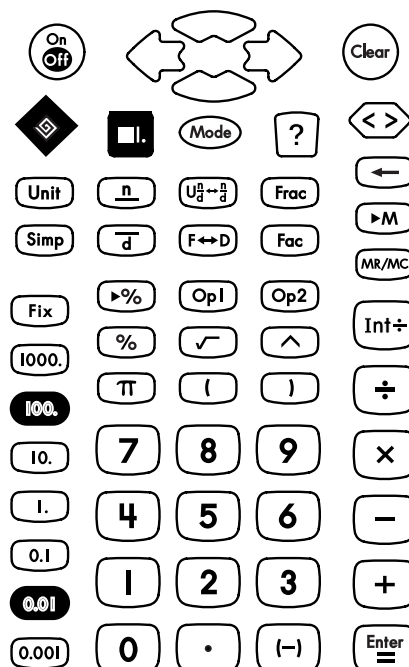 On
Off
Clear
Mode
?
< >
Unit
n
U n/d ↔ n/d
Frac
←
Simp
d
F↔D
Fac
▶M
MR/MC
▶%
Op1
Op2
Fix
Int÷
%
√
^
1000.
π
(
)
÷
100.
7
8
9
×
10.
4
5
6
−
1.
0.1
1
2
3
+
0.01
0
.
(−)
Enter
=
0.001